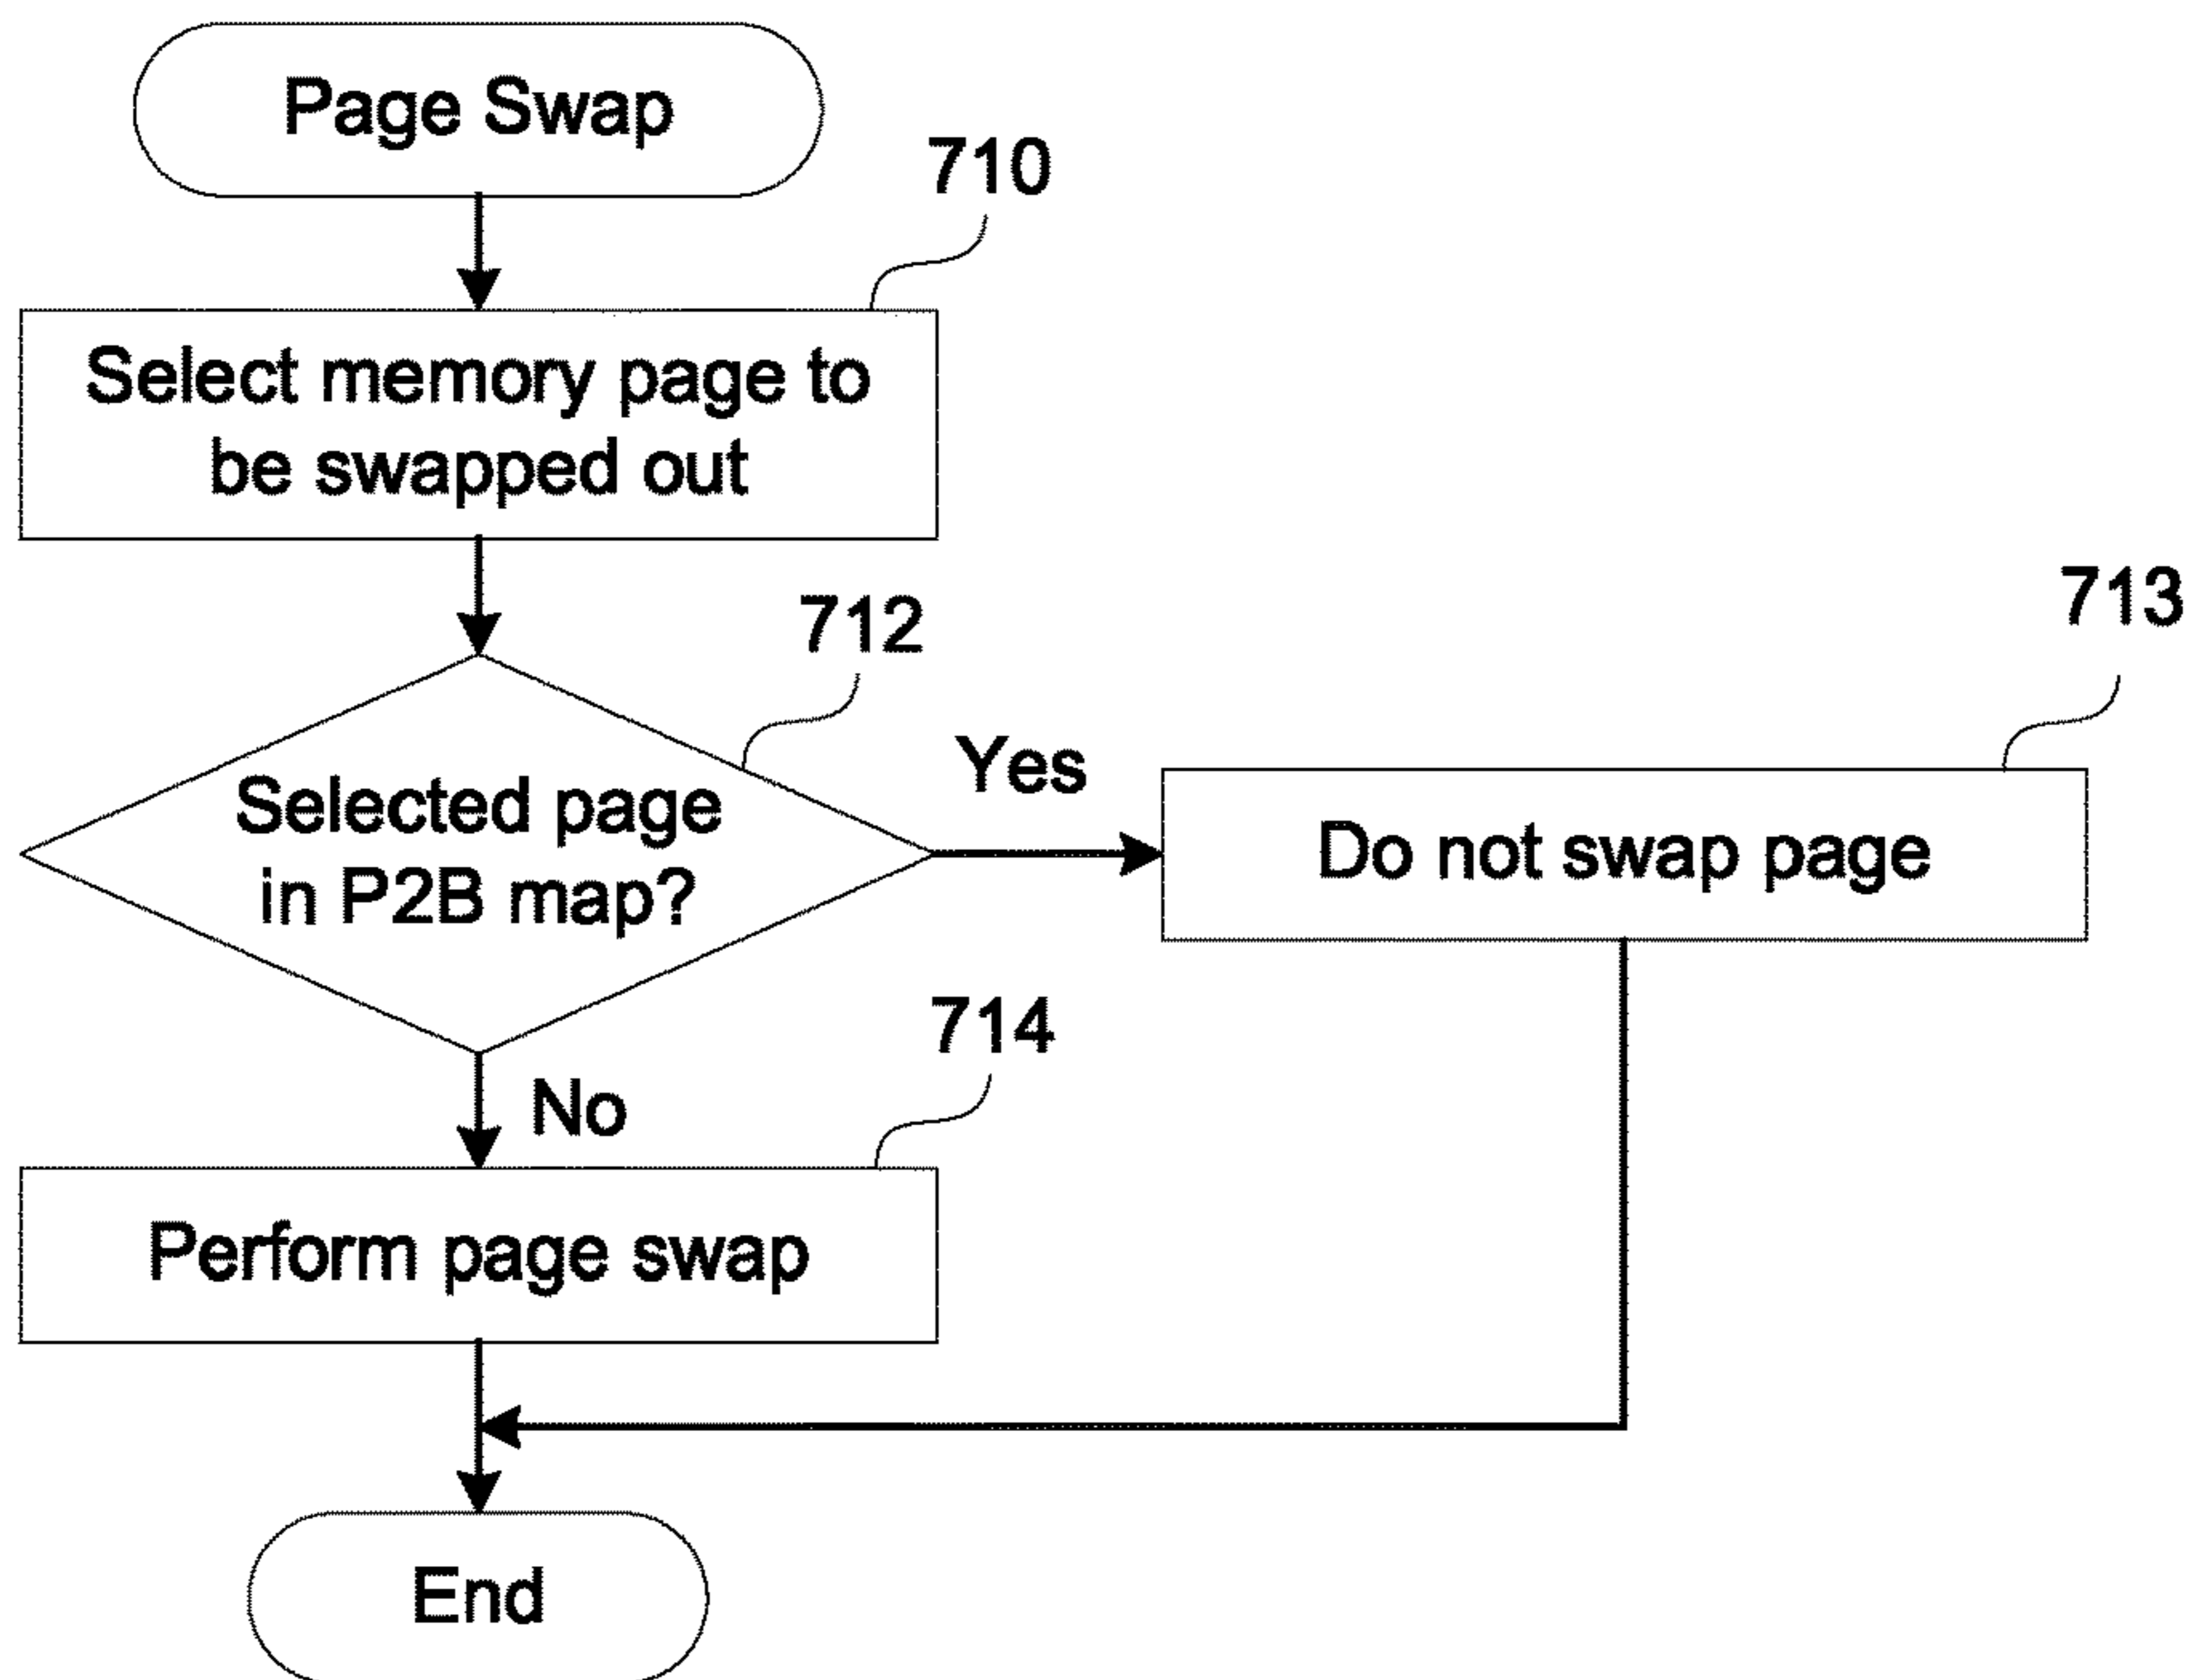 Page Swap
710
Select memory page to
be swapped out
712
713
Selected page
in P2B map?
Yes
Do not swap page
No
714
Perform page swap
End